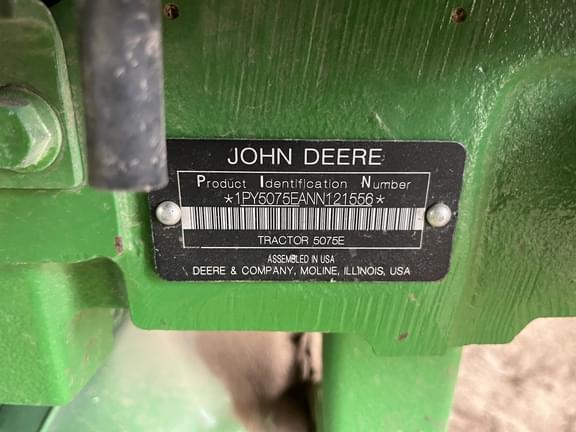 JOHN DEERE
Product Identification Number
*1PY5075EANN121556*
TRACTOR 5075E
ASSEMBLED IN USA
DEERE & COMPANY, MOLINE, ILLINOIS, USA